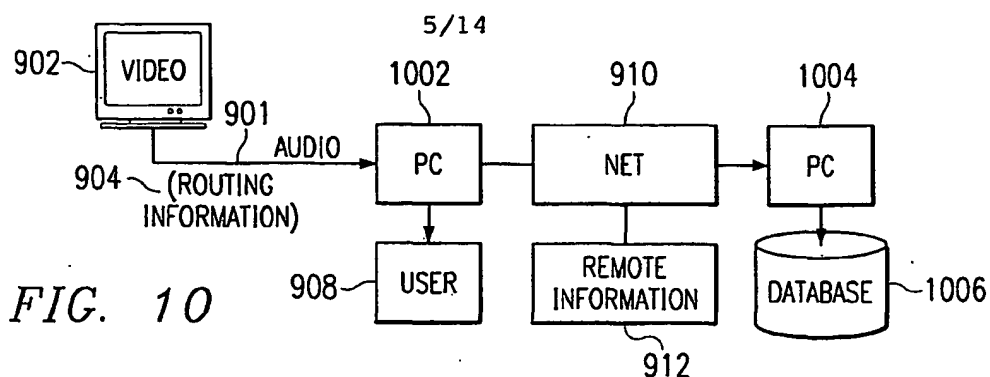 5/14
902
VIDEO
901
AUDIO
904
(ROUTING
INFORMATION)
1002
PC
910
NET
1004
PC
908
USER
REMOTE
INFORMATION
912
DATABASE
1006
FIG. 10